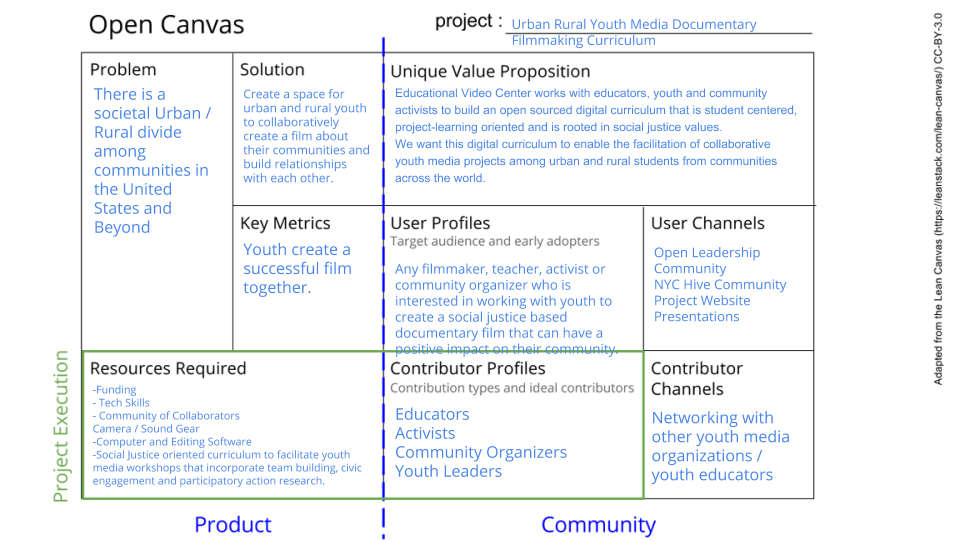 Open Canvas
project :
Urban Rural Youth Media Documentary
Filmmaking Curriculum
Problem
There is a
societal Urban /
Rural divide
among
communities in
the United
States and
Beyond
Solution
Create a space for
urban and rural youth
to collaboratively
create a film about
their communities and
build relationships
with each other.
Unique Value Proposition
Educational Video Center works with educators, youth and community
activists to build an open sourced digital curriculum that is student centered,
project-learning oriented and is rooted in social justice values.
We want this digital curriculum to enable the facilitation of collaborative
youth media projects among urban and rural students from communities
across the world.
Key Metrics
Youth create a
successful film
together.
User Profiles
Target audience and early adopters
Any filmmaker, teacher, activist or
community organizer who is
interested in working with youth to
create a social justice based
documentary film that can have a
positive impact on their community.
User Channels
Open Leadership
Community
NYC Hive Community
Project Website
Presentations
Project Execution
Resources Required
-Funding
- Tech Skills
- Community of Collaborators
Camera / Sound Gear
-Computer and Editing Software
-Social Justice oriented curriculum to facilitate youth
media workshops that incorporate team building, civic
engagement and participatory action research.
Contributor Profiles
Contribution types and ideal contributors
Educators
Activists
Community Organizers
Youth Leaders
Contributor
Channels
Networking with
other youth media
organizations /
youth educators
Product
Community
Adapted from the Lean Canvas (https://leanstack.com/lean-canvas/) CC-BY-3.0